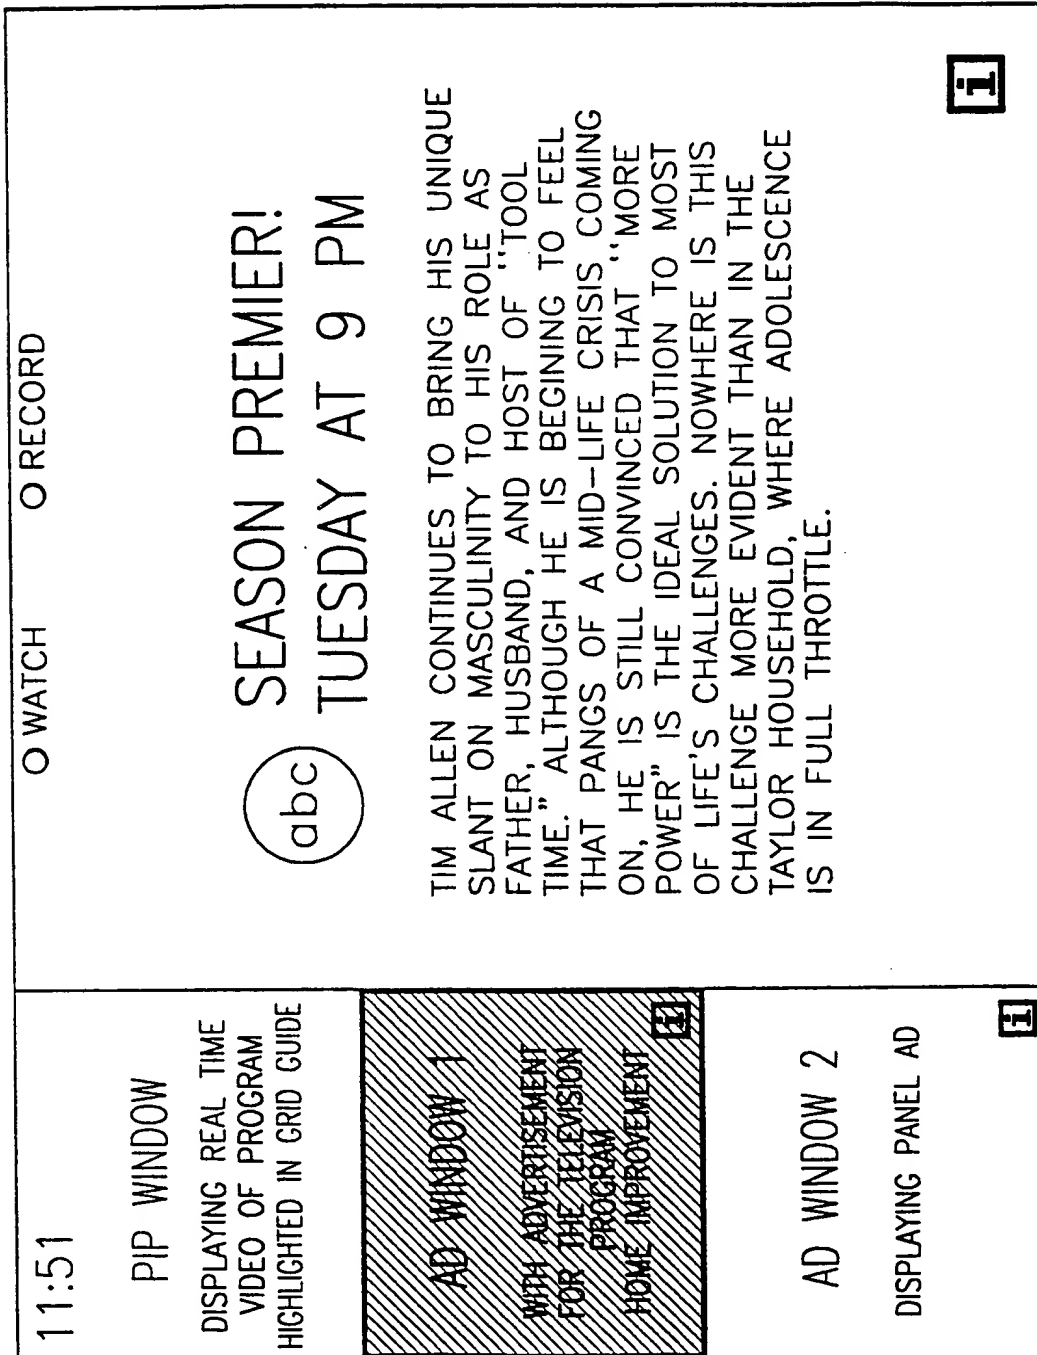 11:51
PIP WINDOW
DISPLAYING REAL TIME
VIDEO OF PROGRAM
HIGHLIGHTED IN GRID GUIDE
AD WINDOW 1
WITH ADVERTISEMENT
FOR THE TELEVISION
PROGRAM
HOME IMPROVEMENT
i
AD WINDOW 2
DISPLAYING PANEL AD
i
O WATCH O RECORD
abc
SEASON PREMIER!
TUESDAY AT 9 PM
TIM ALLEN CONTINUES TO BRING HIS UNIQUE
SLANT ON MASCULINITY TO HIS ROLE AS
FATHER, HUSBAND, AND HOST OF "TOOL
TIME." ALTHOUGH HE IS BEGINING TO FEEL
THAT PANGS OF A MID-LIFE CRISIS COMING
ON, HE IS STILL CONVINCED THAT "MORE
POWER" IS THE IDEAL SOLUTION TO MOST
OF LIFE'S CHALLENGES. NOWHERE IS THIS
CHALLENGE MORE EVIDENT THAN IN THE
TAYLOR HOUSEHOLD, WHERE ADOLESCENCE
IS IN FULL THROTTLE.
i